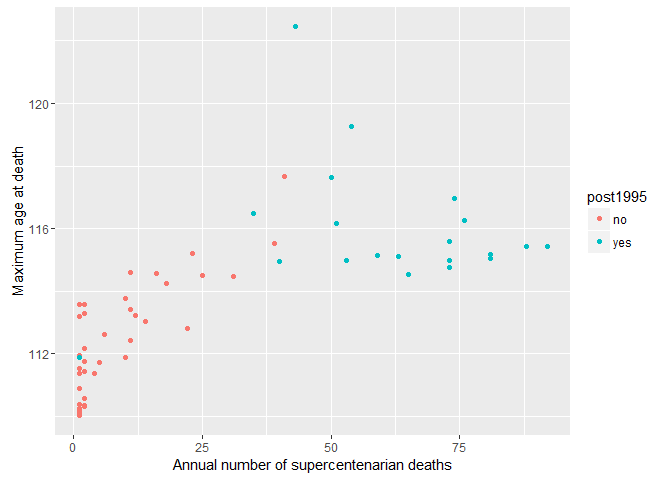 120
116
112
Maximum age at death
0 25 50 75
Annual number of supercentenarian deaths
post1995
no
yes